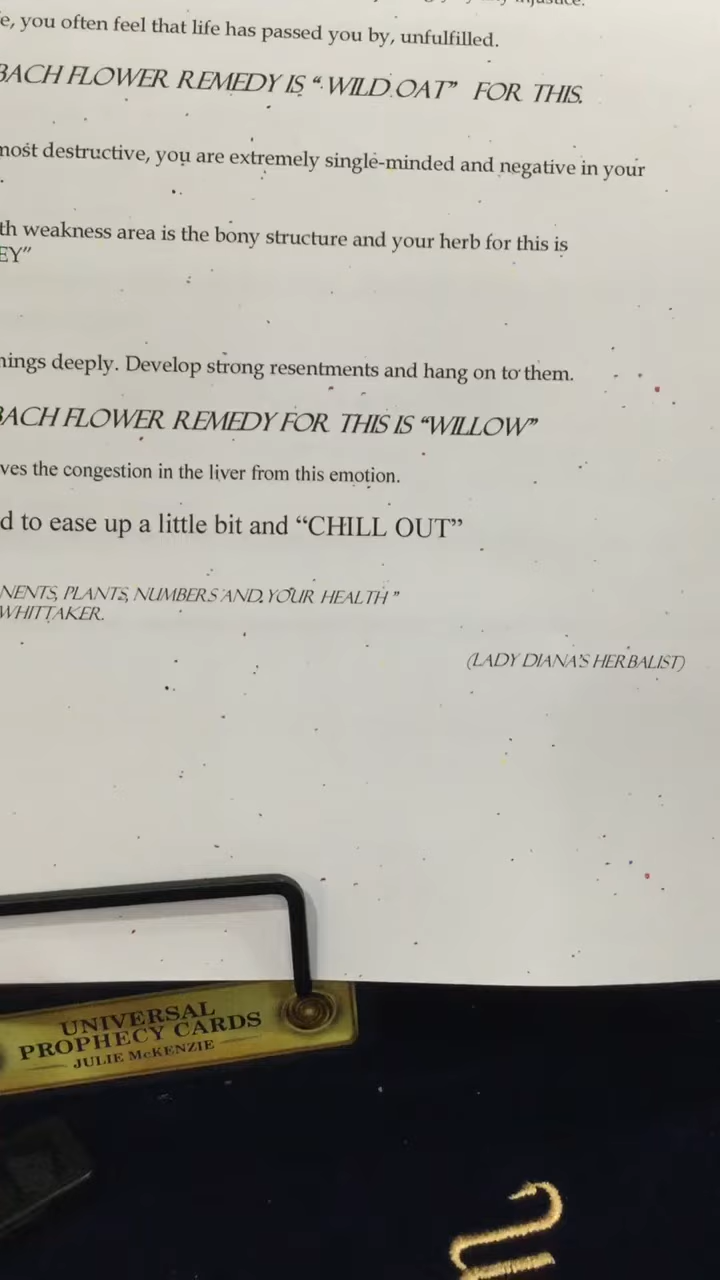 e, you often feel that life has passed you by, unfulfilled.
BACH FLOWER REMEDY IS “WILD OAT” FOR THIS.
most destructive, you are extremely single-minded and negative in your
th weakness area is the bony structure and your herb for this is
EY”
hings deeply. Develop strong resentments and hang on to them.
BACH FLOWER REMEDY FOR THIS IS “WILLOW”
ves the congestion in the liver from this emotion.
d to ease up a little bit and “CHILL OUT”
NENTS, PLANTS, NUMBERS AND YOUR HEALTH”
WHITTAKER.
(LADY DIANA'S HERBALIST)
UNIVERSAL
PROPHECY CARDS
JULIE McKENZIE